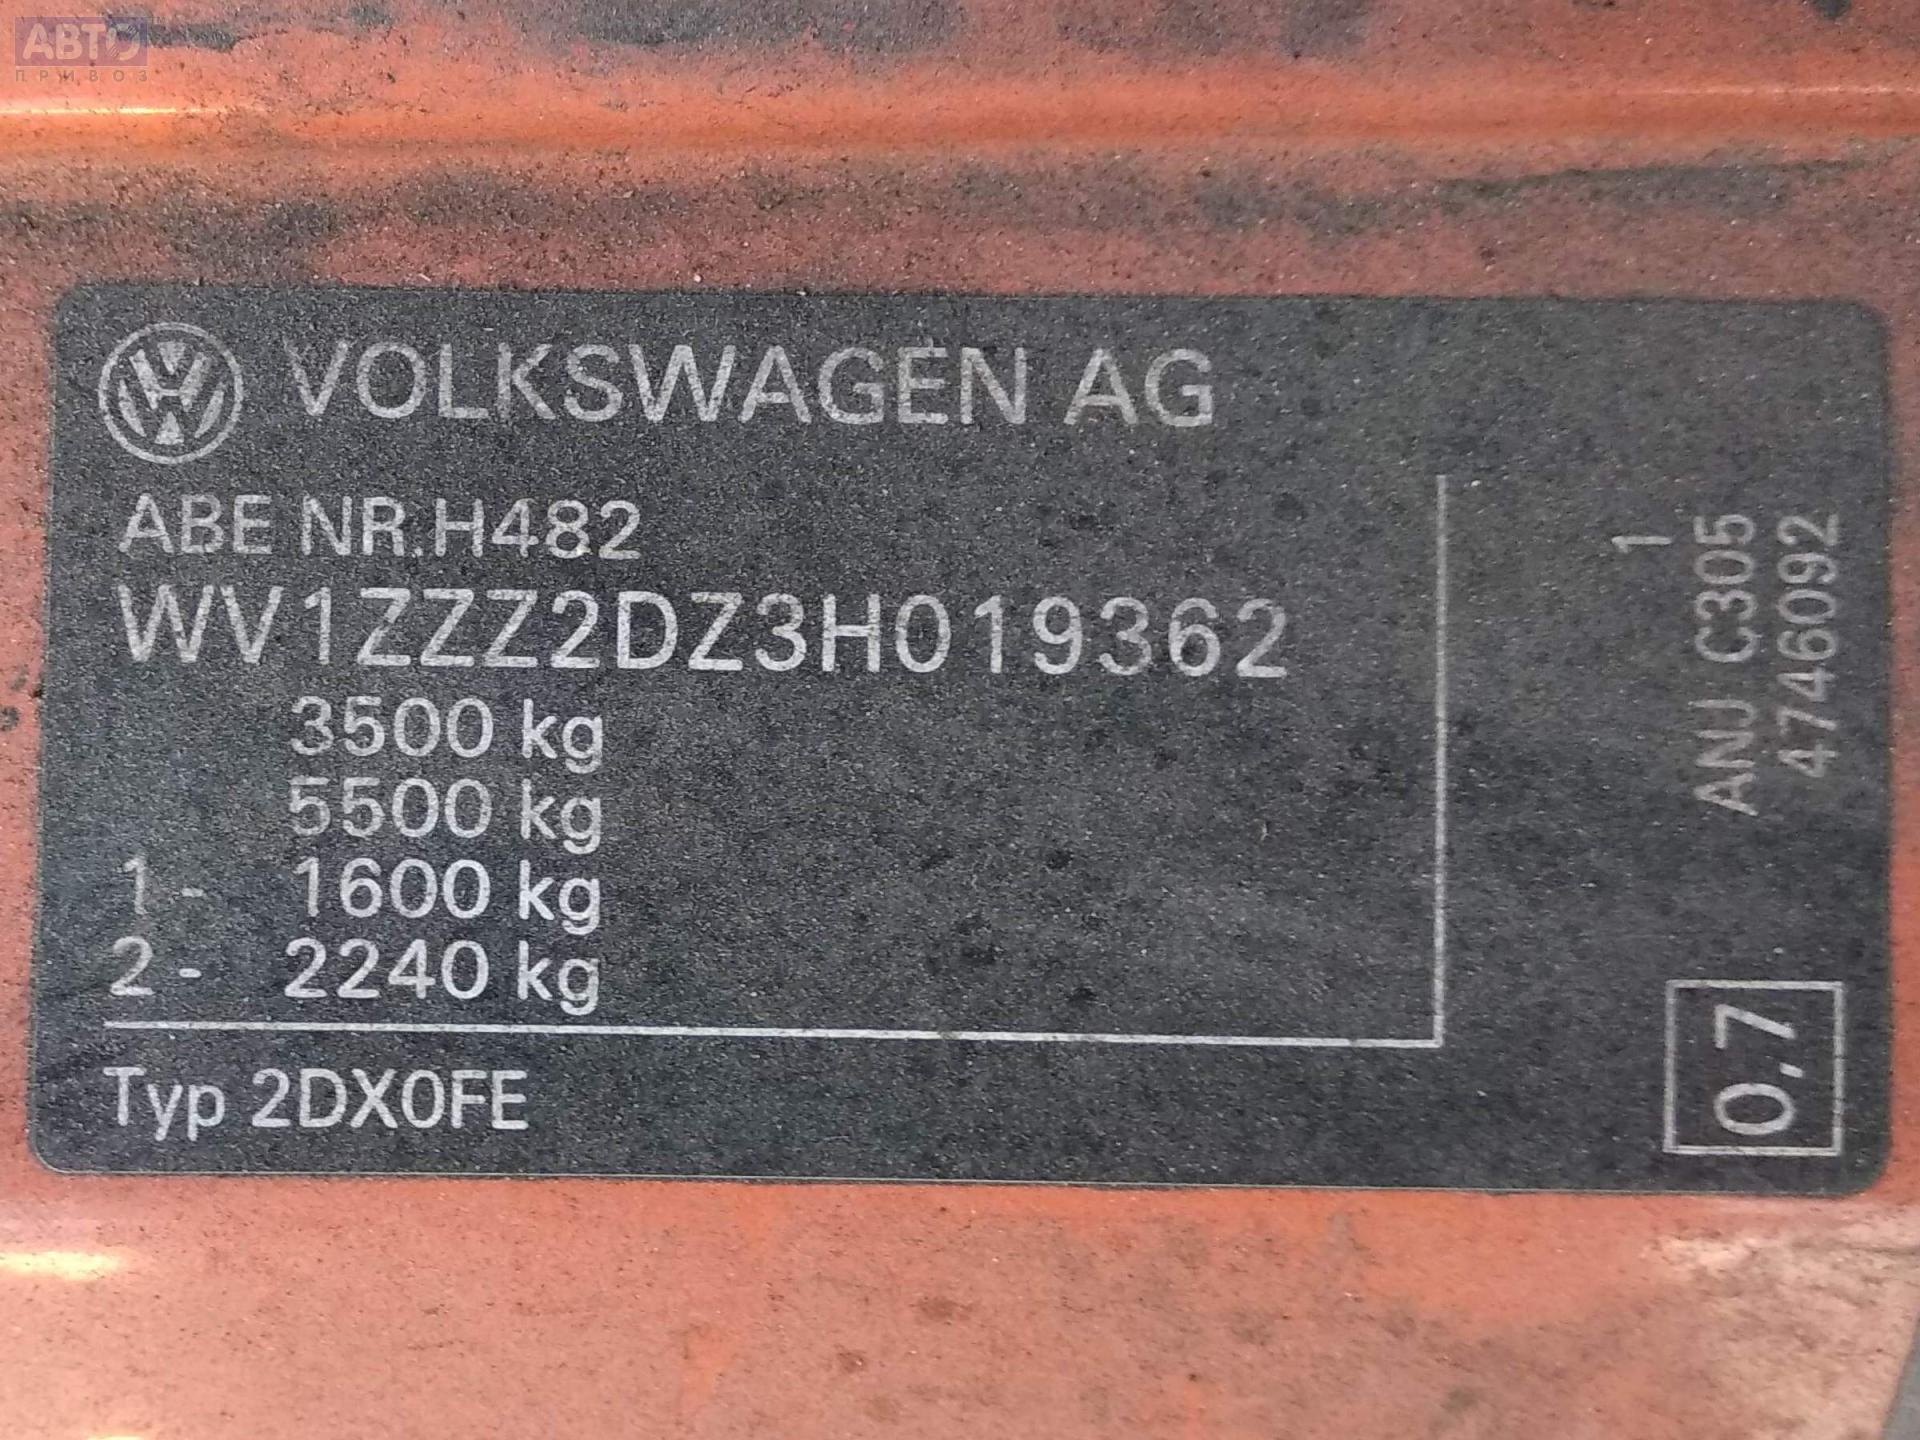 АВТО
ПРИВОЗ
VOLKSWAGEN AG
ABE NR.H482
WV1ZZZ2DZ3H019362
3500 kg
5500 kg
1 - 1600 kg
2 - 2240 kg
Typ 2DX0FE
1
ANJ C305
4746092
0,7